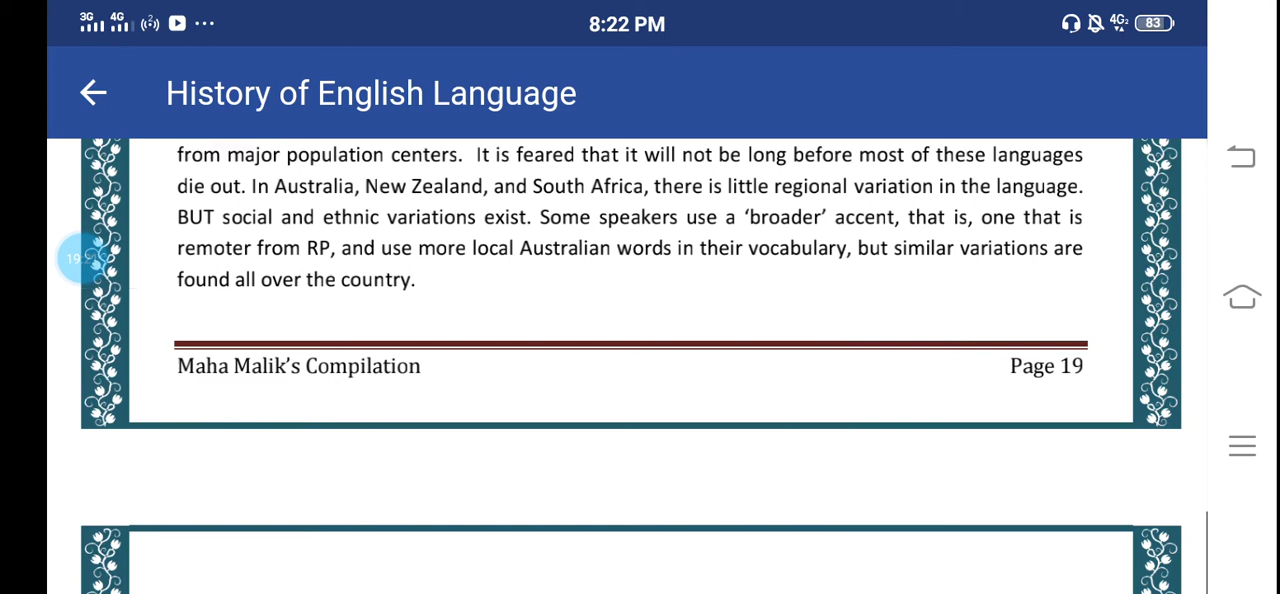 3G 4G 8:22 PM 4G2 83
History of English Language
from major population centers. It is feared that it will not be long before most of these languages
die out. In Australia, New Zealand, and South Africa, there is little regional variation in the language.
BUT social and ethnic variations exist. Some speakers use a ‘broader’ accent, that is, one that is
remoter from RP, and use more local Australian words in their vocabulary, but similar variations are
found all over the country.
Maha Malik’s Compilation Page 19